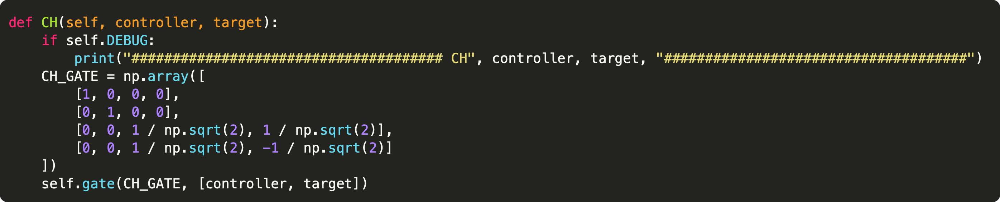 def CH(self, controller, target):
    if self.DEBUG:
        print("###################################### CH", controller, target, "#####################################")
    CH_GATE = np.array([
        [1, 0, 0, 0],
        [0, 1, 0, 0],
        [0, 0, 1 / np.sqrt(2), 1 / np.sqrt(2)],
        [0, 0, 1 / np.sqrt(2), -1 / np.sqrt(2)]
    ])
    self.gate(CH_GATE, [controller, target])